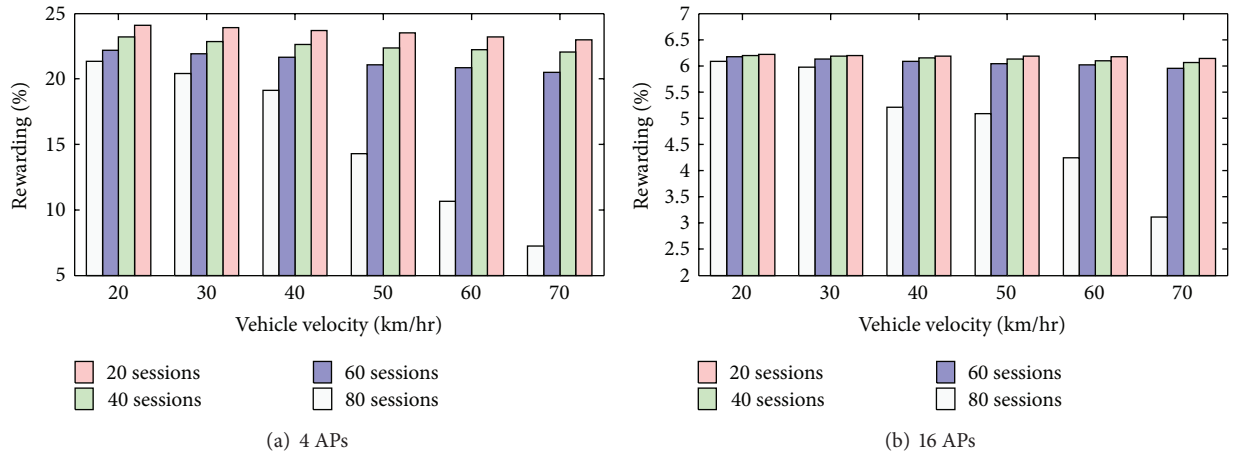 25
20
15
10
5
Rewarding (%)
20 30 40 50 60 70
Vehicle velocity (km/hr)
20 sessions
60 sessions
40 sessions
80 sessions
(a) 4 APs
7
6.5
6
5.5
5
4.5
4
3.5
3
2.5
2
Rewarding (%)
20 30 40 50 60 70
Vehicle velocity (km/hr)
20 sessions
60 sessions
40 sessions
80 sessions
(b) 16 APs